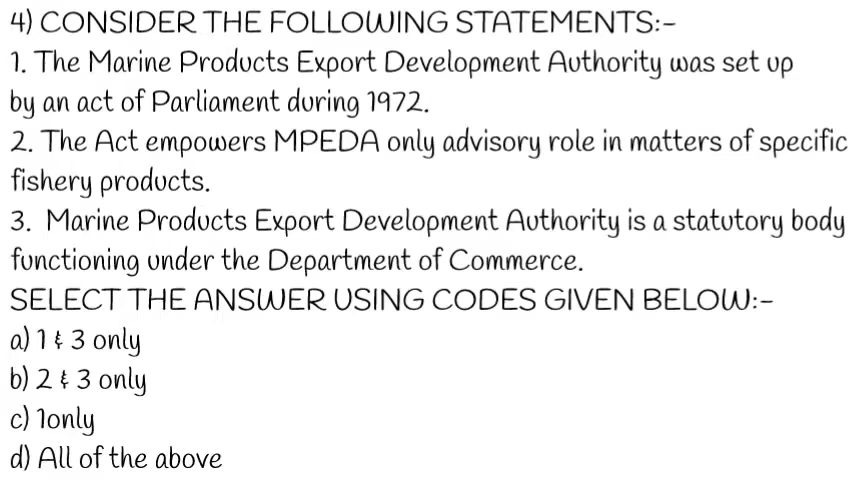 4) CONSIDER THE FOLLOWING STATEMENTS:-
1. The Marine Products Export Development Authority was set up
by an act of Parliament during 1972.
2. The Act empowers MPEDA only advisory role in matters of specific
fishery products.
3.  Marine Products Export Development Authority is a statutory body
functioning under the Department of Commerce.
SELECT THE ANSWER USING CODES GIVEN BELOW:-
a) 1 & 3 only
b) 2 & 3 only
c) 1only
d) All of the above